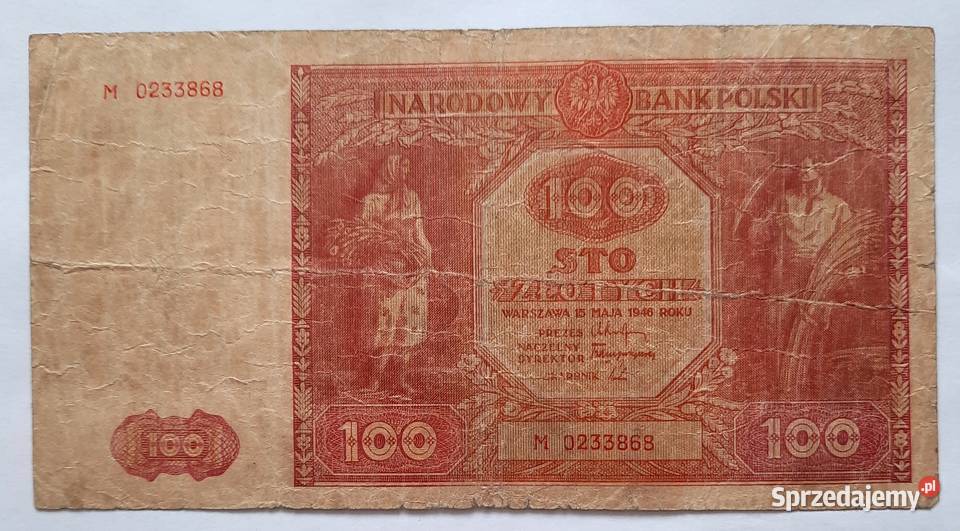 M 0233868
NARODOWY BANK POLSKI
100
STO
ZŁOTYCH
WARSZAWA 15 MAJA 1946 ROKU
PREZES
NACZELNY
DYREKTOR
100
100
M 0233868
100
Sprzedajemy.pl